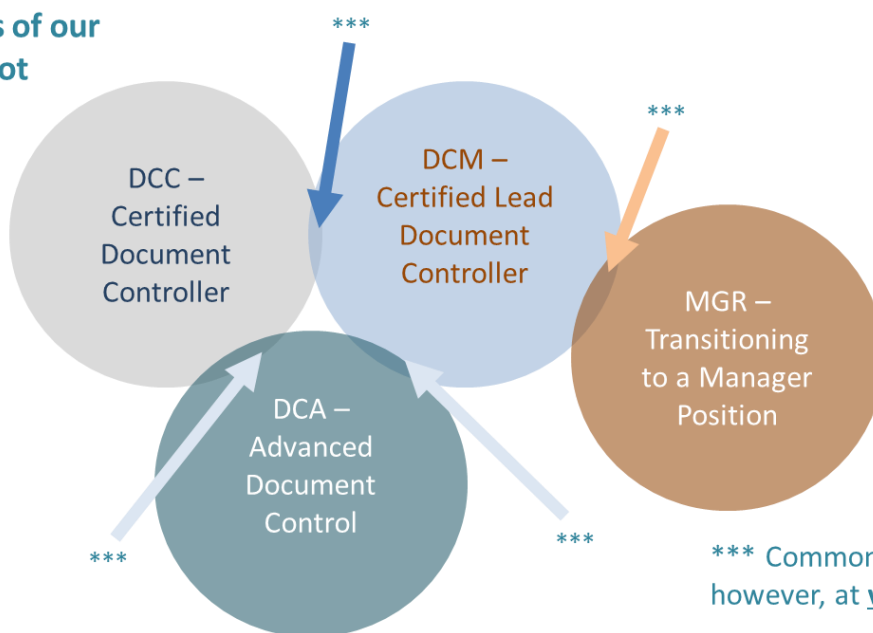 s of our
ot
***
***
DCC –
Certified
Document
Controller
DCM –
Certified Lead
Document
Controller
MGR –
Transitioning
to a Manager
Position
DCA –
Advanced
Document
Control
***
***
*** Common
however, at